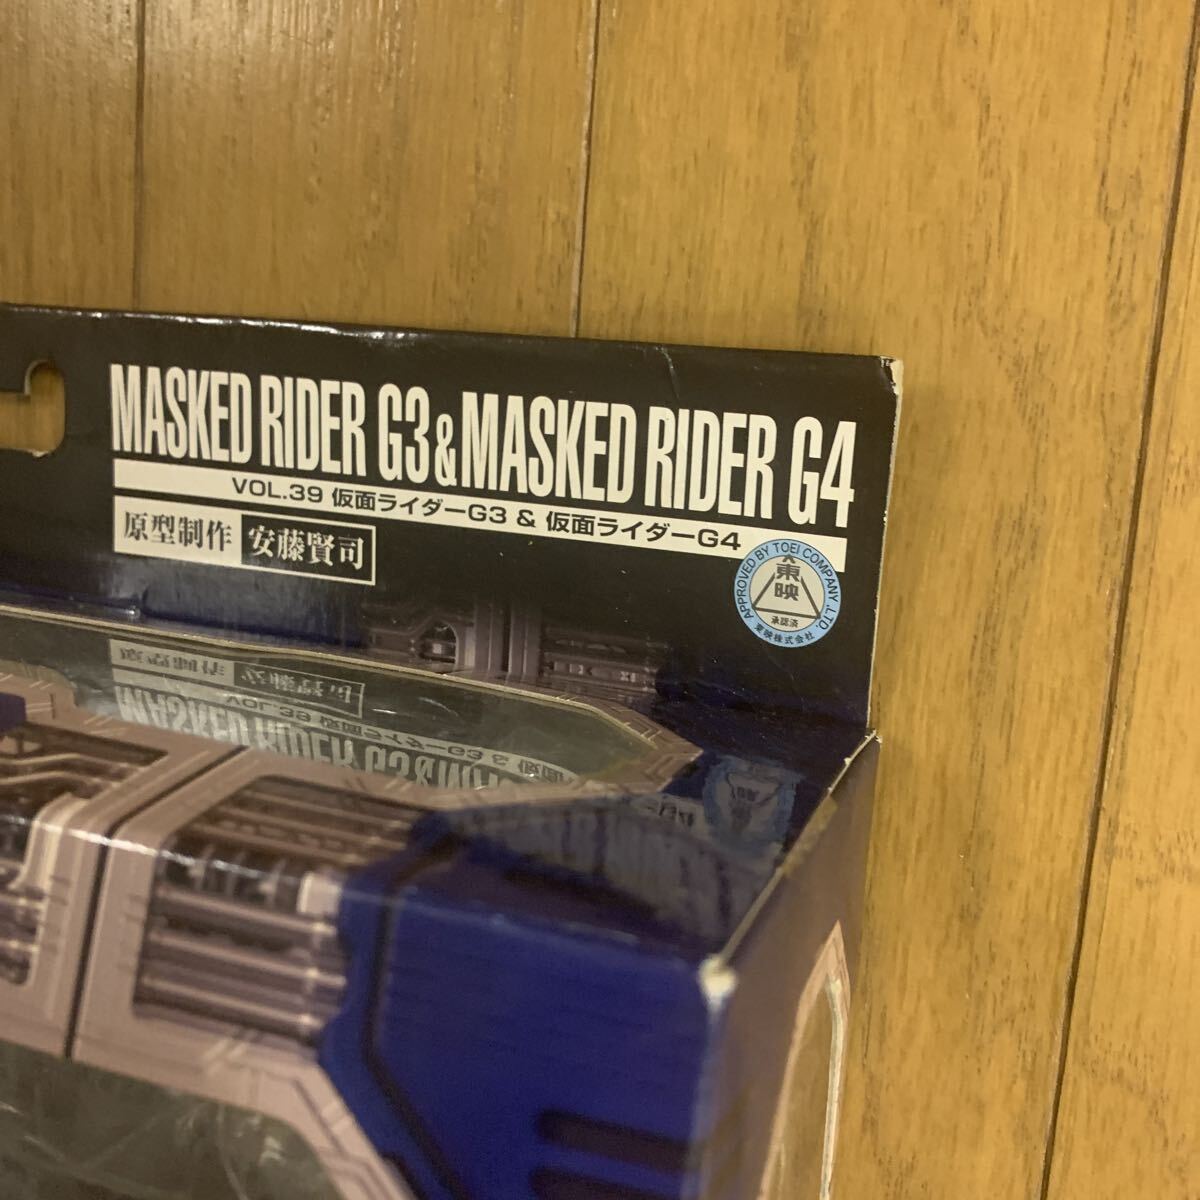 MASKED RIDER G3 & MASKED RIDER G4
VOL.39 仮面ライダーG3 & 仮面ライダーG4
原型制作 安藤賢司
APPROVED BY TOEI COMPANY,LTD.
東映
承認済
東映株式会社